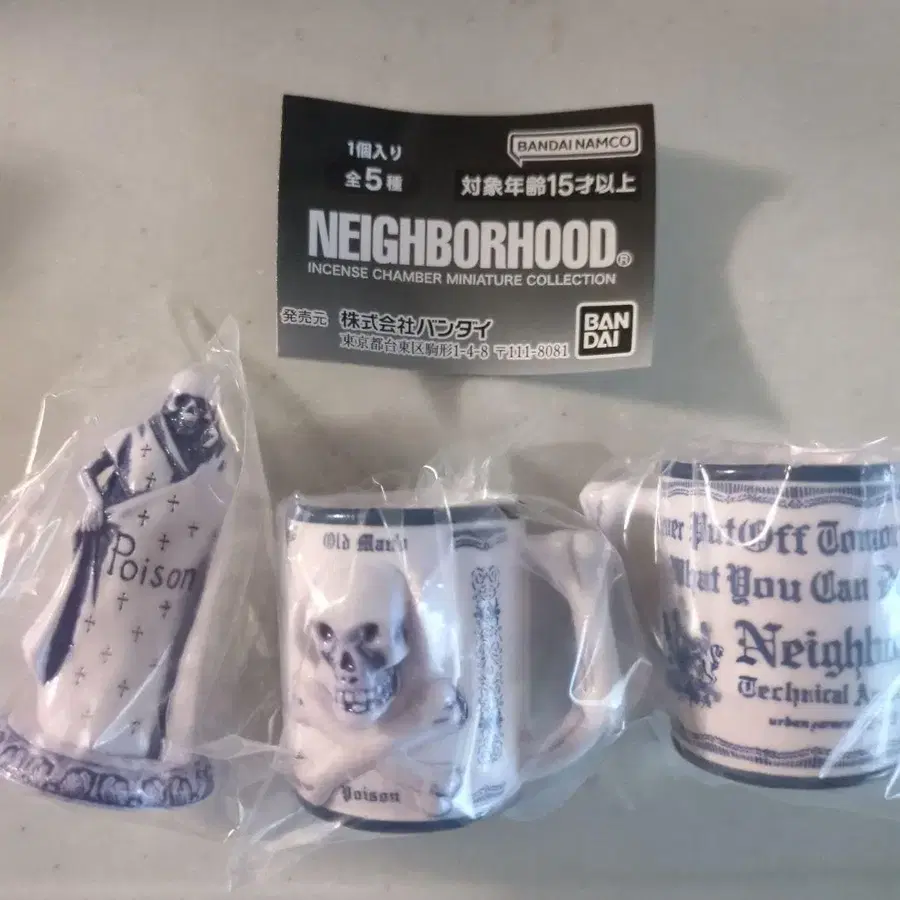 1個入り
全5種
BANDAI NAMCO
対象年齢15才以上
NEIGHBORHOOD®
INCENSE CHAMBER MINIATURE COLLECTION
発売元 株式会社バンダイ
東京都台東区駒形1-4-8 〒111-8081
BAN
DAI
Poison
Old Man's
Poison
Put Off
What You Can
Technical
urban